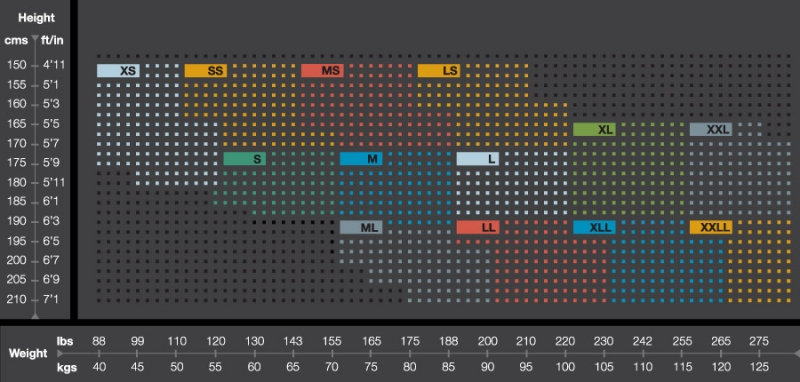 Height
cms ft/in
150 4'11 XS SS MS LS
155 5'1
160 5'3
165 5'5 XL XXL
170 5'7
175 5'9 S M L
180 5'11
185 6'1
190 6'3 ML LL XLL XXLL
195 6'5
200 6'7
205 6'9
210 7'1
lbs 88 99 110 120 130 143 155 165 175 188 200 210 220 230 242 255 265 275
Weight
kgs 40 45 50 55 60 65 70 75 80 85 90 95 100 105 110 115 120 125